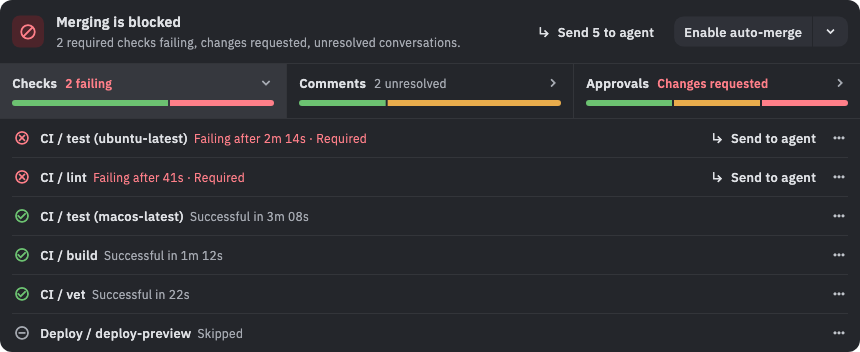 Merging is blocked
2 required checks failing, changes requested, unresolved conversations.
Send 5 to agent
Enable auto-merge
Checks 2 failing
Comments 2 unresolved
Approvals Changes requested
CI / test (ubuntu-latest) Failing after 2m 14s · Required
Send to agent
CI / lint Failing after 41s · Required
Send to agent
CI / test (macos-latest) Successful in 3m 08s
CI / build Successful in 1m 12s
CI / vet Successful in 22s
Deploy / deploy-preview Skipped